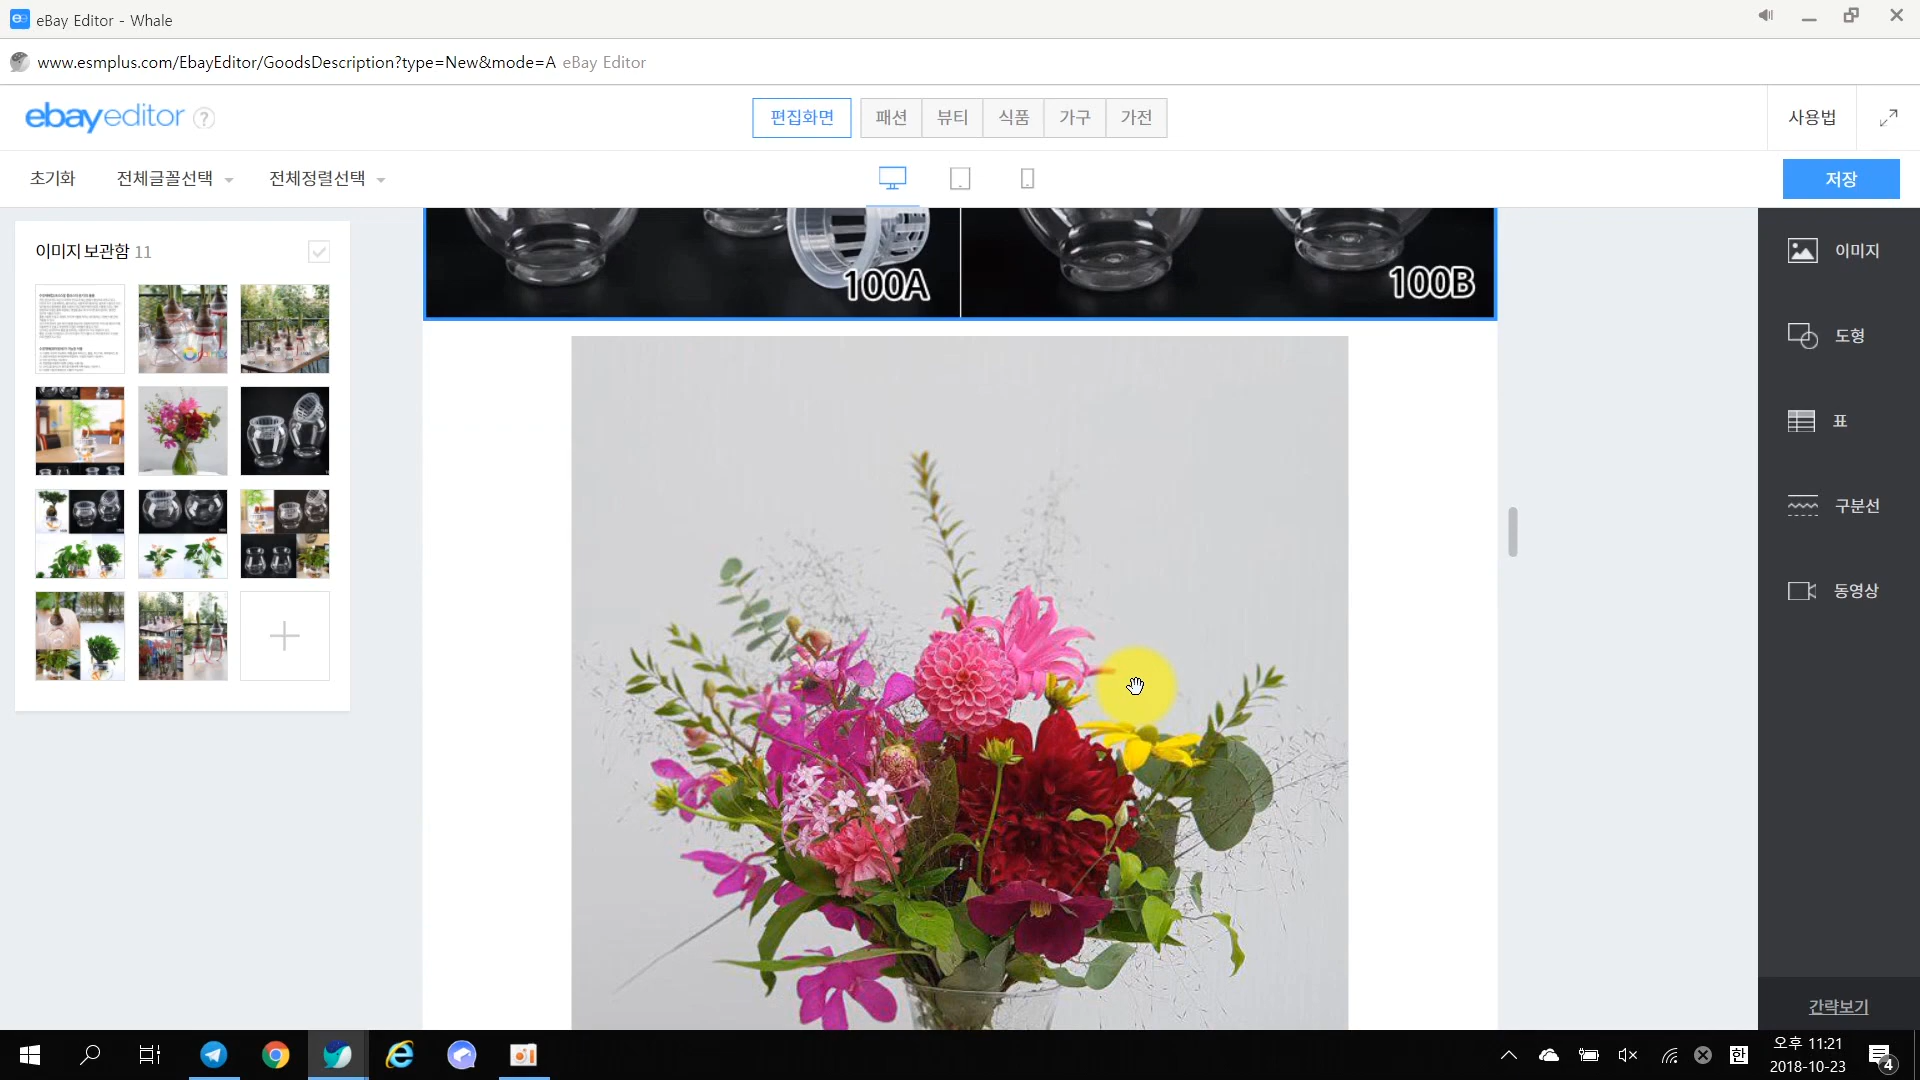 eBay Editor - Whale
www.esmplus.com/EbayEditor/GoodsDescription?type=New&mode=A eBay Editor
ebayeditor ?
편집화면 패션 뷰티 식품 가구 가전
사용법
초기화 전체글꼴선택 전체정렬선택
저장
이미지 보관함 11
100A
100B
이미지
도형
표
구분선
동영상
간략보기
한
오후 11:21
2018-10-23
4